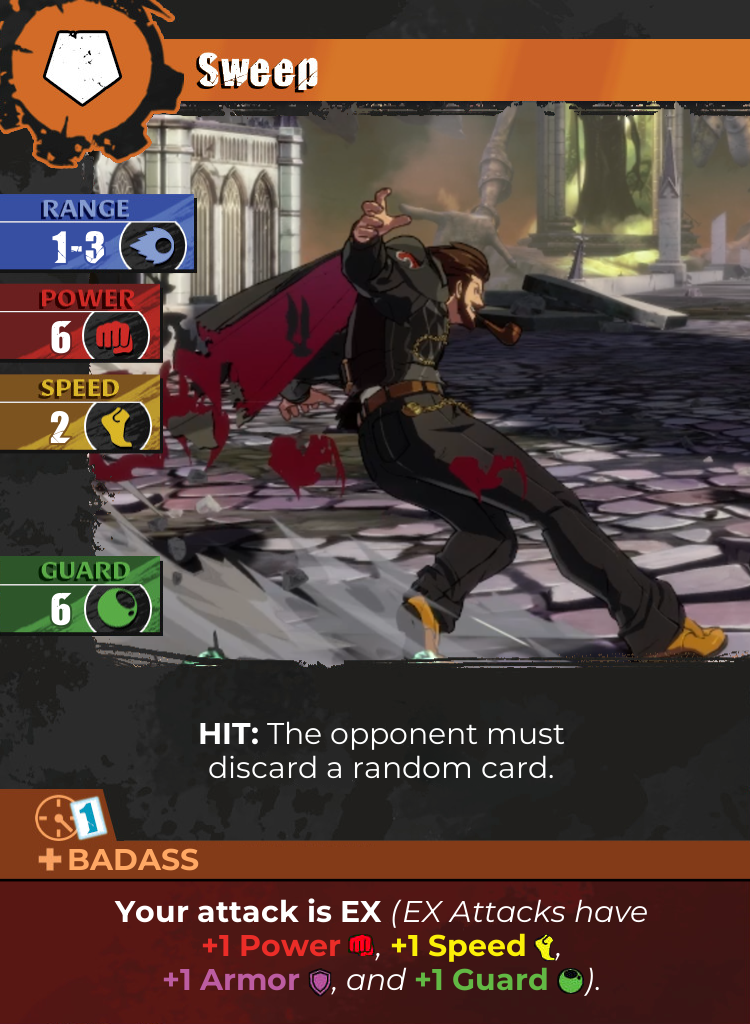 Sweep
RANGE
1-3
POWER
6
SPEED
2
GUARD
6
HIT: The opponent must
discard a random card.
1
+BADASS
Your attack is EX (EX Attacks have
+1 Power, +1 Speed,
+1 Armor, and +1 Guard).